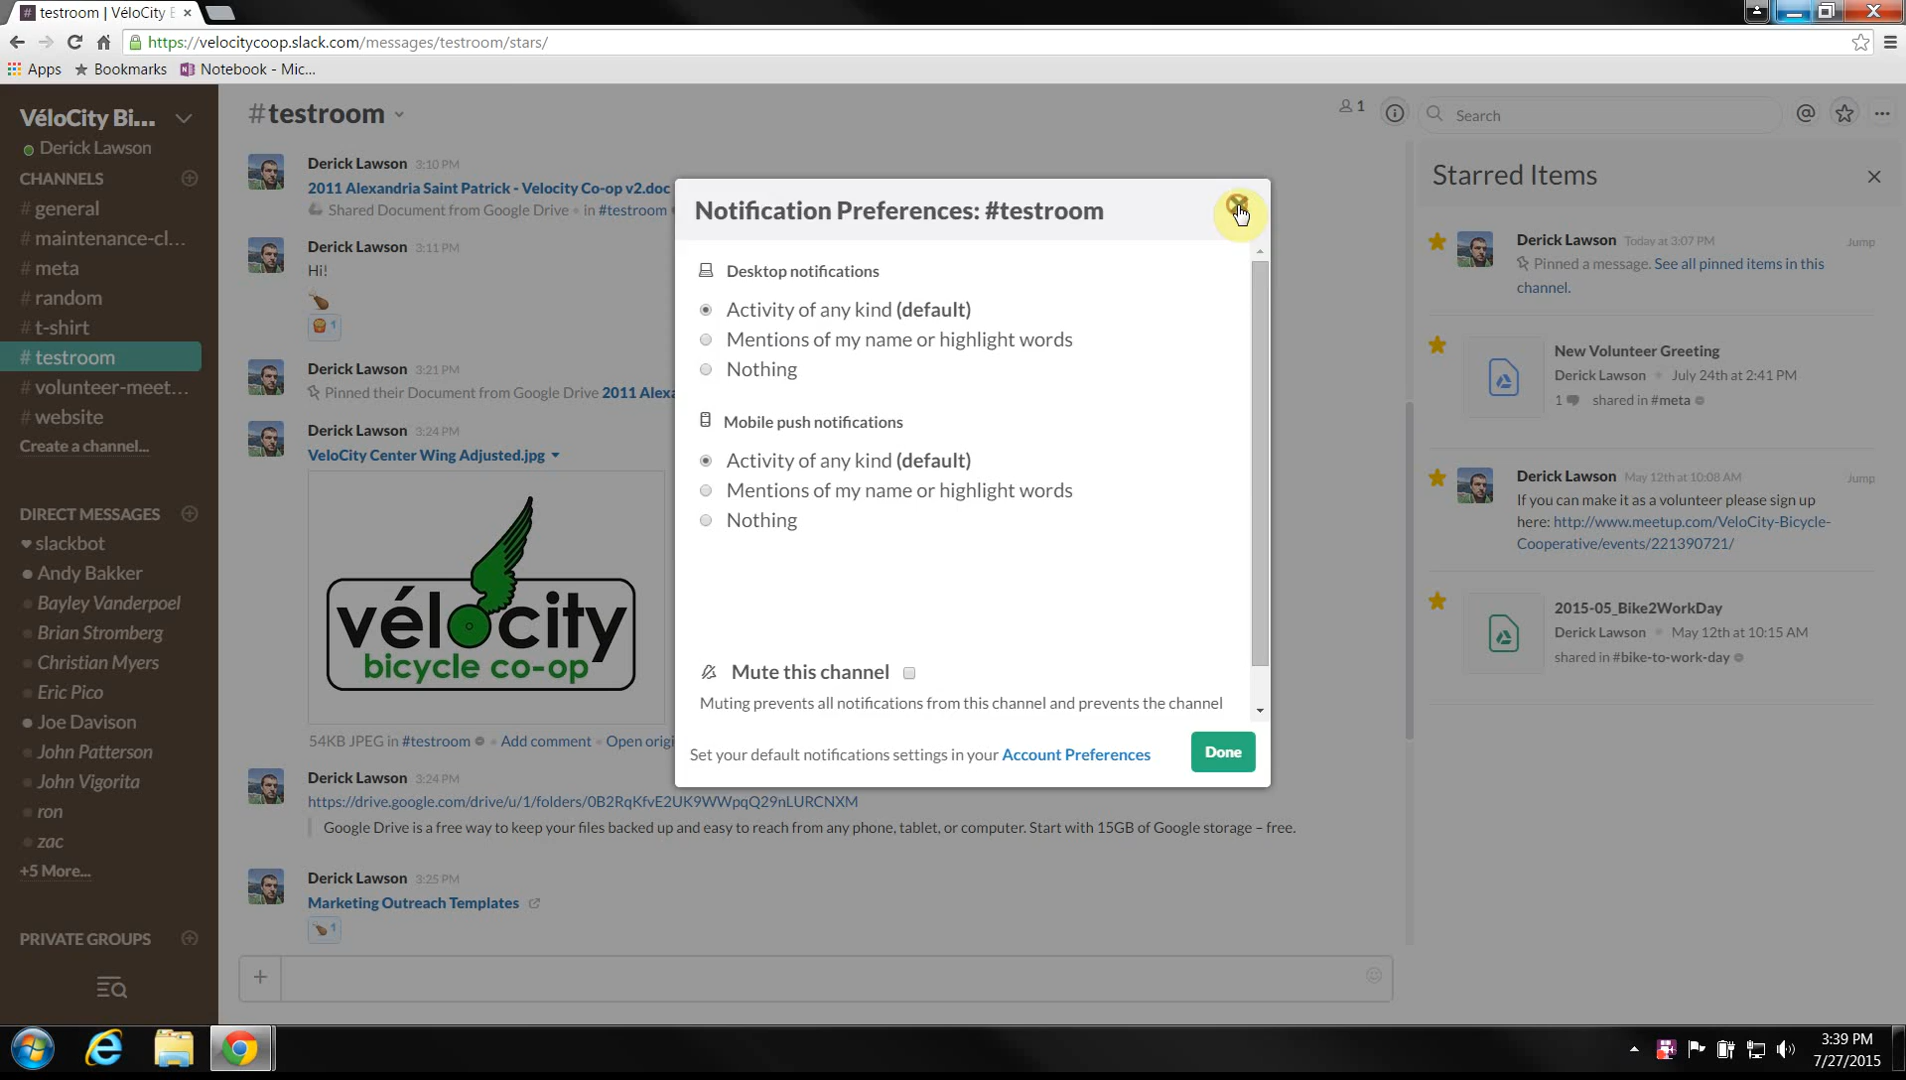 testroom | VéloCity B
https://velocitycoop.slack.com/messages/testroom/stars/
Apps Bookmarks Notebook - Mic...
VéloCity Bi...
Derick Lawson
CHANNELS
# general
# maintenance-cl...
# meta
# random
# t-shirt
# testroom
# volunteer-meet...
# website
Create a channel...
DIRECT MESSAGES
slackbot
Andy Bakker
Bayley Vanderpoel
Brian Stromberg
Christian Myers
Eric Pico
Joe Davison
John Patterson
John Vigorita
ron
zac
+5 More...
PRIVATE GROUPS
#testroom
1
Search
Derick Lawson 3:10 PM
2011 Alexandria Saint Patrick - Velocity Co-op v2.doc
Shared Document from Google Drive • in #testroom
Derick Lawson 3:11 PM
Hi!
1
Derick Lawson 3:21 PM
Pinned their Document from Google Drive 2011 Alexa
Derick Lawson 3:24 PM
VeloCity Center Wing Adjusted.jpg
vélocity
bicycle co-op
54KB JPEG in #testroom • Add comment • Open origi
Derick Lawson 3:24 PM
https://drive.google.com/drive/u/1/folders/0B2RqKfvE2UK9WWpqQ29nLURCNXM
Google Drive is a free way to keep your files backed up and easy to reach from any phone, tablet, or computer. Start with 15GB of Google storage – free.
Derick Lawson 3:25 PM
Marketing Outreach Templates
1
Notification Preferences: #testroom
Desktop notifications
Activity of any kind (default)
Mentions of my name or highlight words
Nothing
Mobile push notifications
Activity of any kind (default)
Mentions of my name or highlight words
Nothing
Mute this channel
Muting prevents all notifications from this channel and prevents the channel
Set your default notifications settings in your Account Preferences
Done
Starred Items
Derick Lawson Today at 3:07 PM Jump
Pinned a message. See all pinned items in this
channel.
New Volunteer Greeting
Derick Lawson • July 24th at 2:41 PM
1 shared in #meta
Derick Lawson May 12th at 10:08 AM Jump
If you can make it as a volunteer please sign up
here: http://www.meetup.com/VeloCity-Bicycle-
Cooperative/events/221390721/
2015-05_Bike2WorkDay
Derick Lawson • May 12th at 10:15 AM
shared in #bike-to-work-day
3:39 PM
7/27/2015